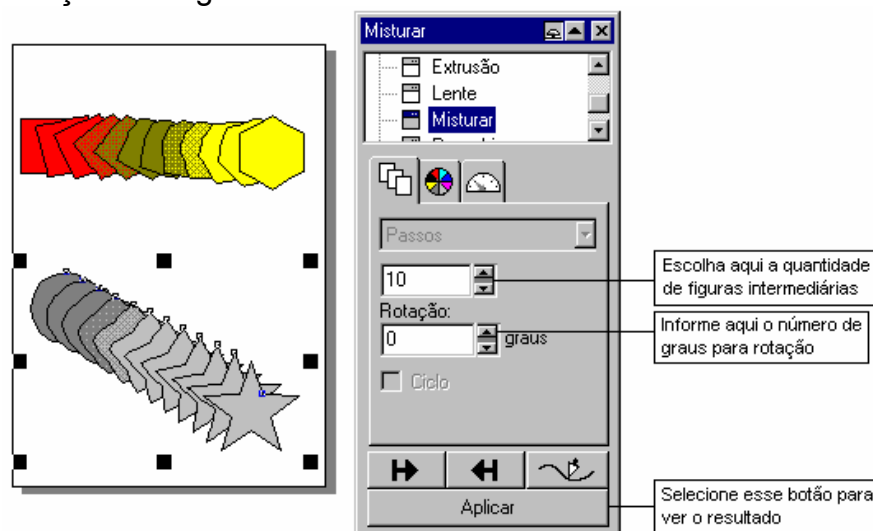 Misturar
Extrusão
Lente
Misturar
Passos
10
Rotação:
0 graus
Ciclo
Aplicar
Escolha aqui a quantidade
de figuras intermediárias
Informe aqui o número de
graus para rotação
Selecione esse botão para
ver o resultado